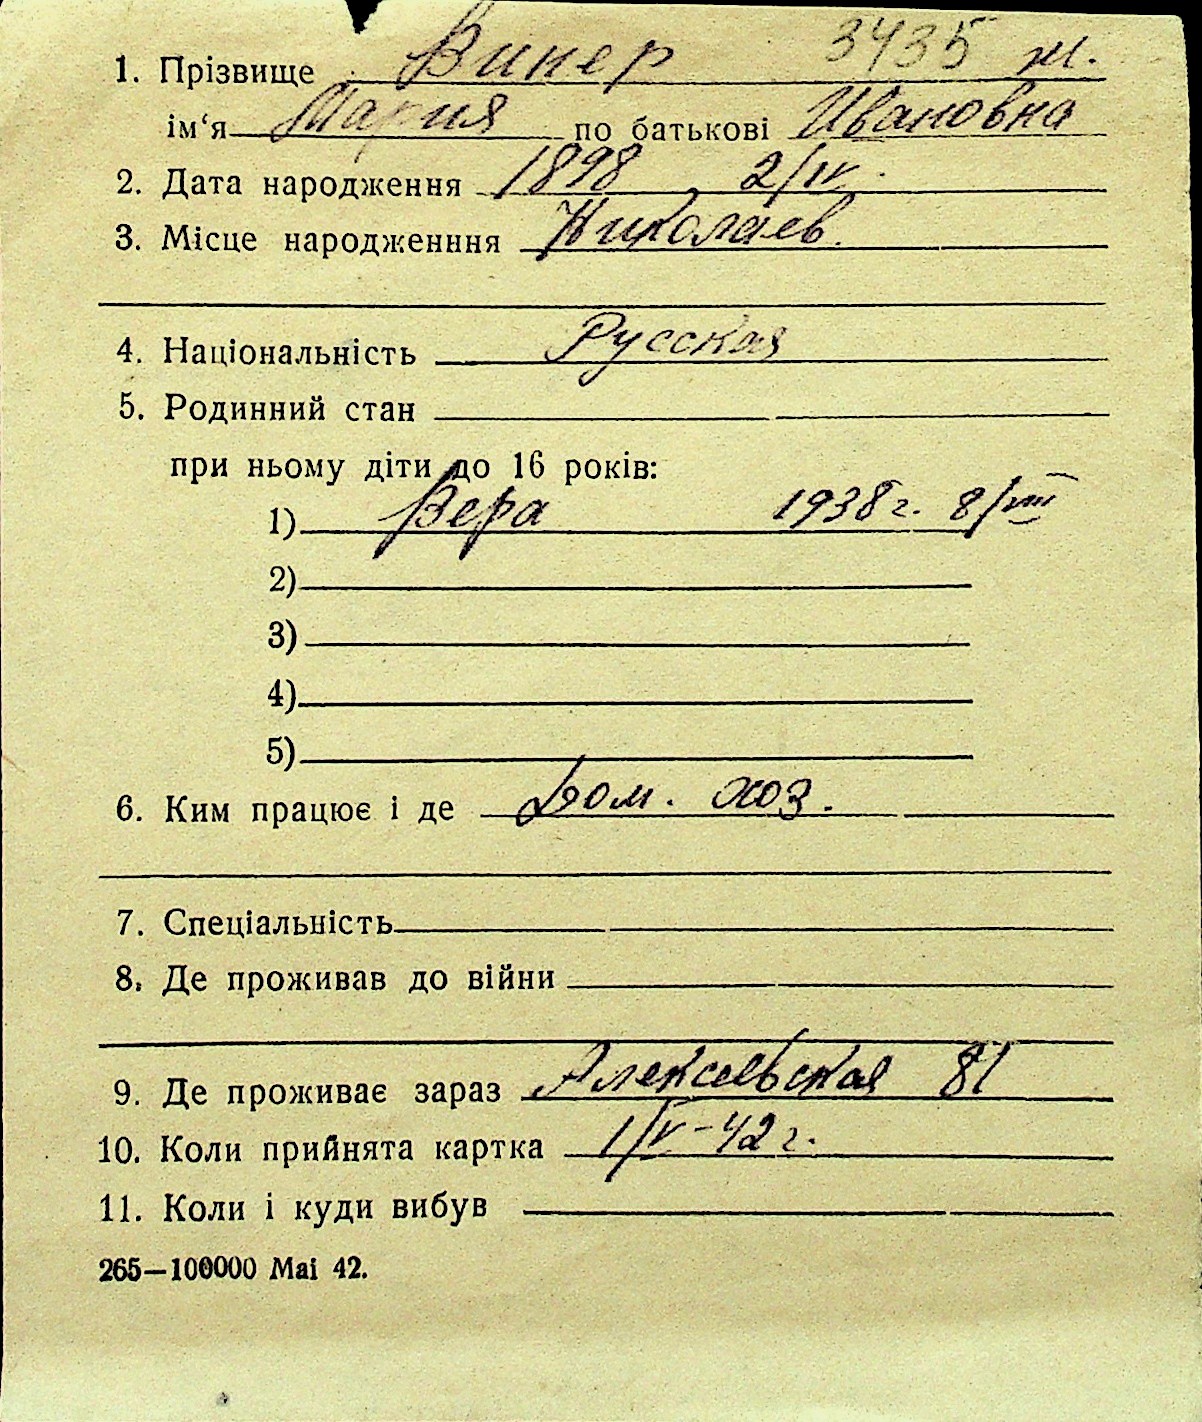 1. Прізвище Винер 3435 ж.
ім‘я Мария по батькові Ивановна
2. Дата народження 1898, 2/IV.
3. Місце народженння Николаев.
4. Національність Русская
5. Родинний стан
при ньому діти до 16 років:
1) Вера 1938 г. 8/VIII
2)
3)
4)
5)
6. Ким працює і де Дом. хоз.
7. Спеціальність
8. Де проживав до війни
9. Де проживає зараз Алексеевская 81
10. Коли прийнята картка 1/IV-42 г.
11. Коли і куди вибув
265—100000 Mai 42.